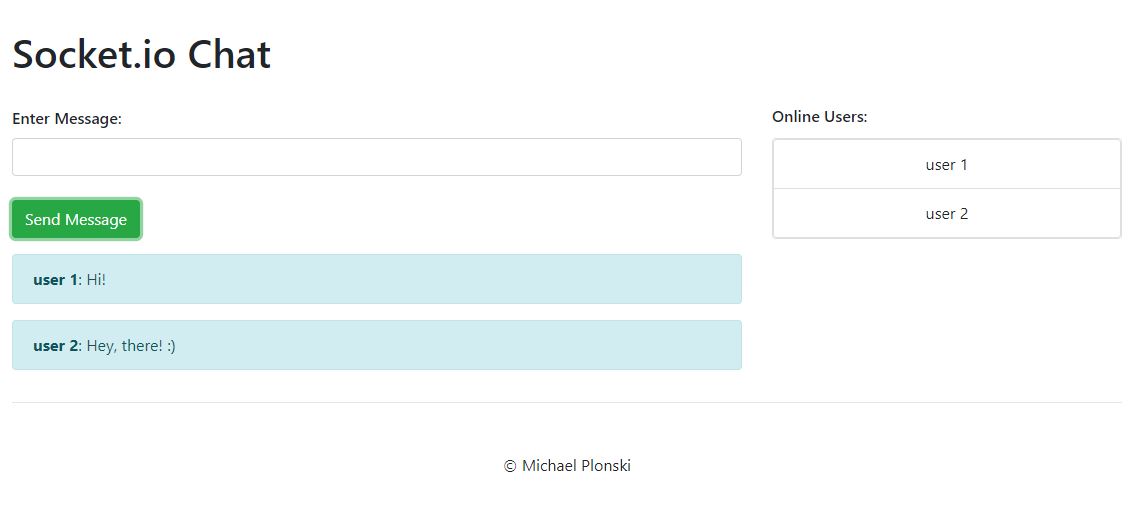 Socket.io Chat
Enter Message:
Send Message
user 1: Hi!
user 2: Hey, there! :)
Online Users:
user 1
user 2
© Michael Plonski